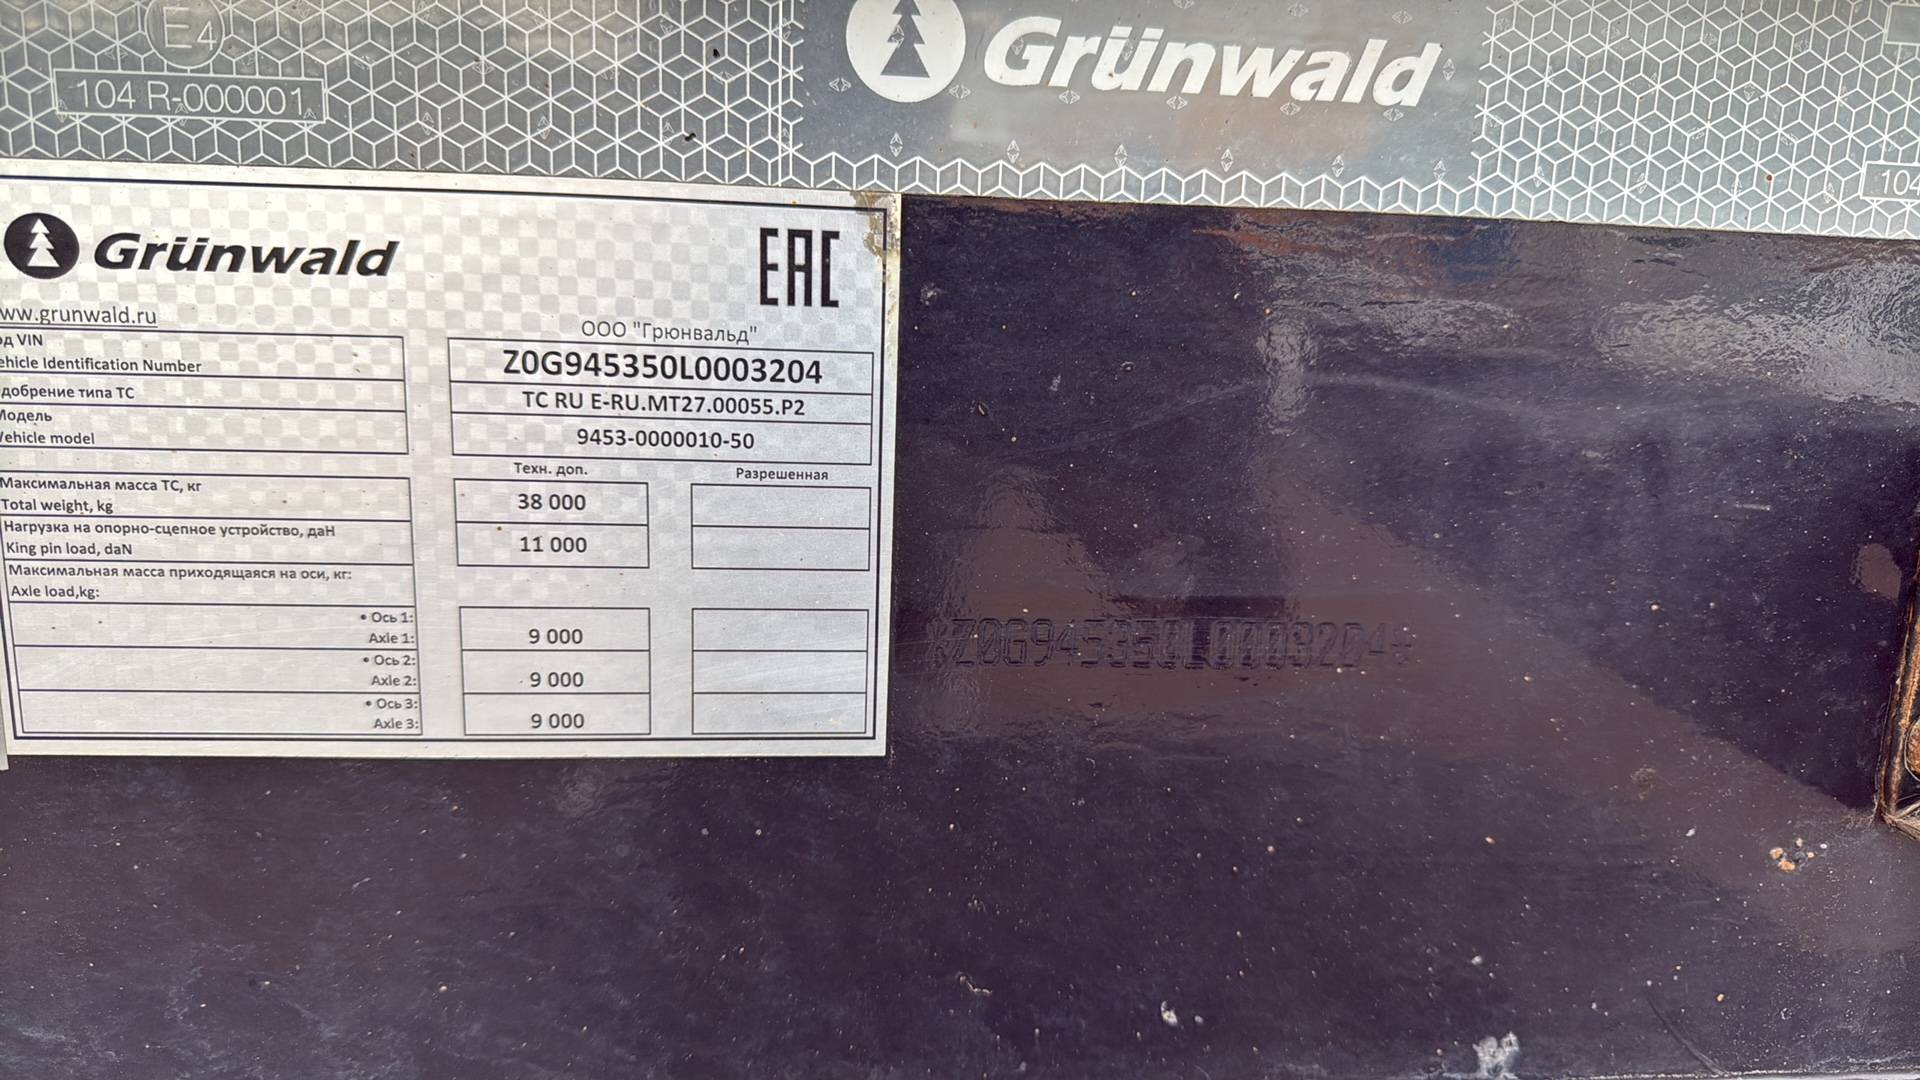 E4
104 R-000001
Grünwald
104
Grünwald
EAC
ww.grunwald.ru
ООО "Грюнвальд"
од VIN
ehicle Identification Number
Z0G945350L0003204
добрение типа ТС
TC RU E-RU.MT27.00055.P2
Модель
Vehicle model
9453-0000010-50
Техн. доп.
Разрешенная
Максимальная масса ТС, кг
Total weight, kg
38 000
Нагрузка на опорно-сцепное устройство, даН
King pin load, daN
11 000
Максимальная масса приходящаяся на оси, кг:
Axle load,kg:
• Ось 1:
Axle 1:
9 000
• Ось 2:
Axle 2:
9 000
• Ось 3:
Axle 3:
9 000
*Z0G945350L0003204*